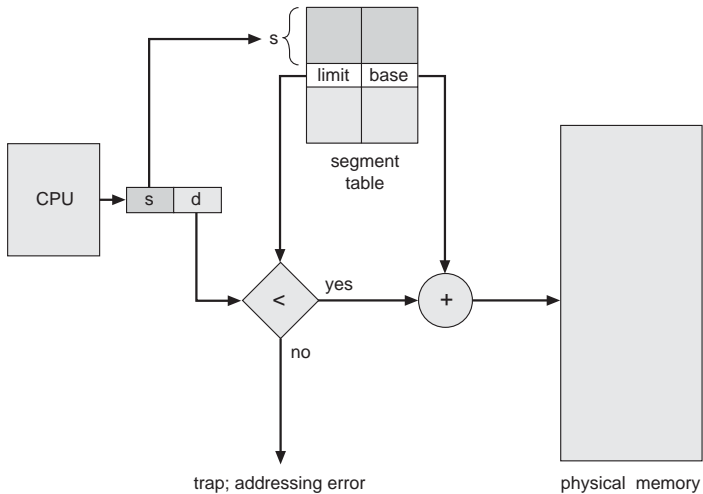 s
limit base
segment
table
CPU
s d
<
yes
+
no
trap; addressing error
physical memory